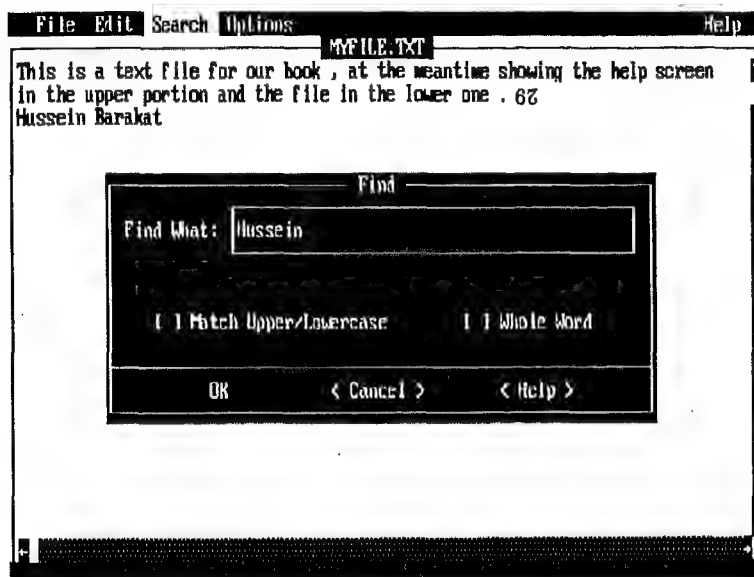 File Edit Search Options Help
MYFILE.TXT
This is a text file for our book , at the meantime showing the help screen
in the upper portion and the file in the lower one .
Hussein Barakat
Find
Find What: Hussein
[ ] Match Upper/Lowercase [ ] Whole Word
OK < Cancel > < Help >